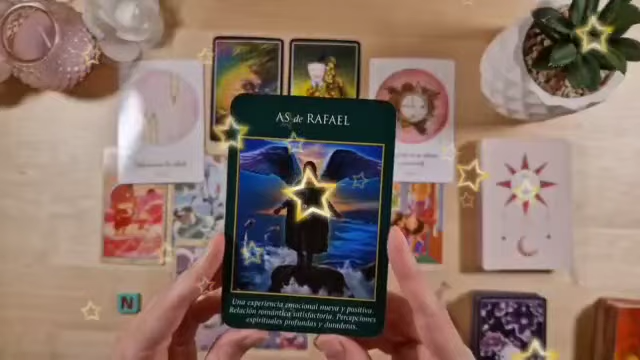 AS de RAFAEL
Una experiencia emocional nueva y positiva.
Relación romántica satisfactoria. Percepciones
espirituales profundas y duraderas.
N